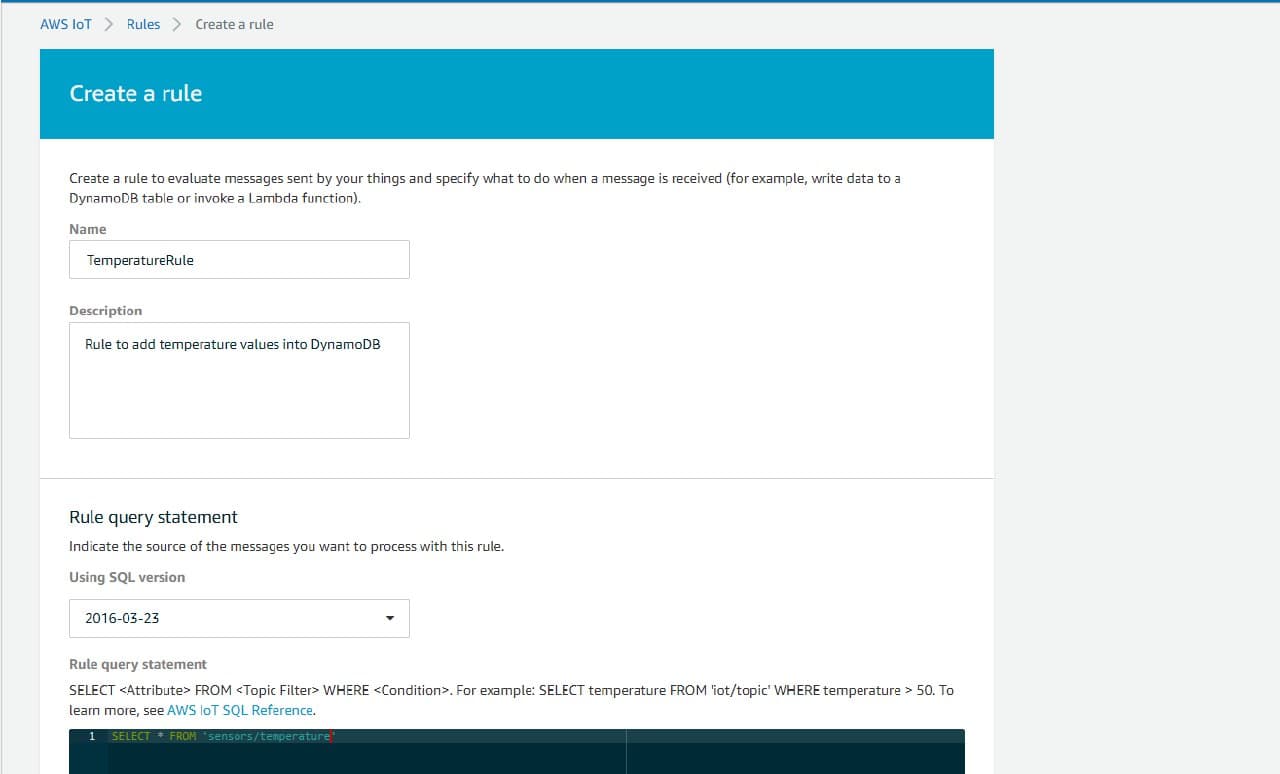 AWS IoT > Rules > Create a rule
Create a rule
Create a rule to evaluate messages sent by your things and specify what to do when a message is received (for example, write data to a
DynamoDB table or invoke a Lambda function).
Name
TemperatureRule
Description
Rule to add temperature values into DynamoDB
Rule query statement
Indicate the source of the messages you want to process with this rule.
Using SQL version
2016-03-23
Rule query statement
SELECT <Attribute> FROM <Topic Filter> WHERE <Condition>. For example: SELECT temperature FROM 'iot/topic' WHERE temperature > 50. To
learn more, see AWS IoT SQL Reference.
1 SELECT * FROM 'sensors/temperature'